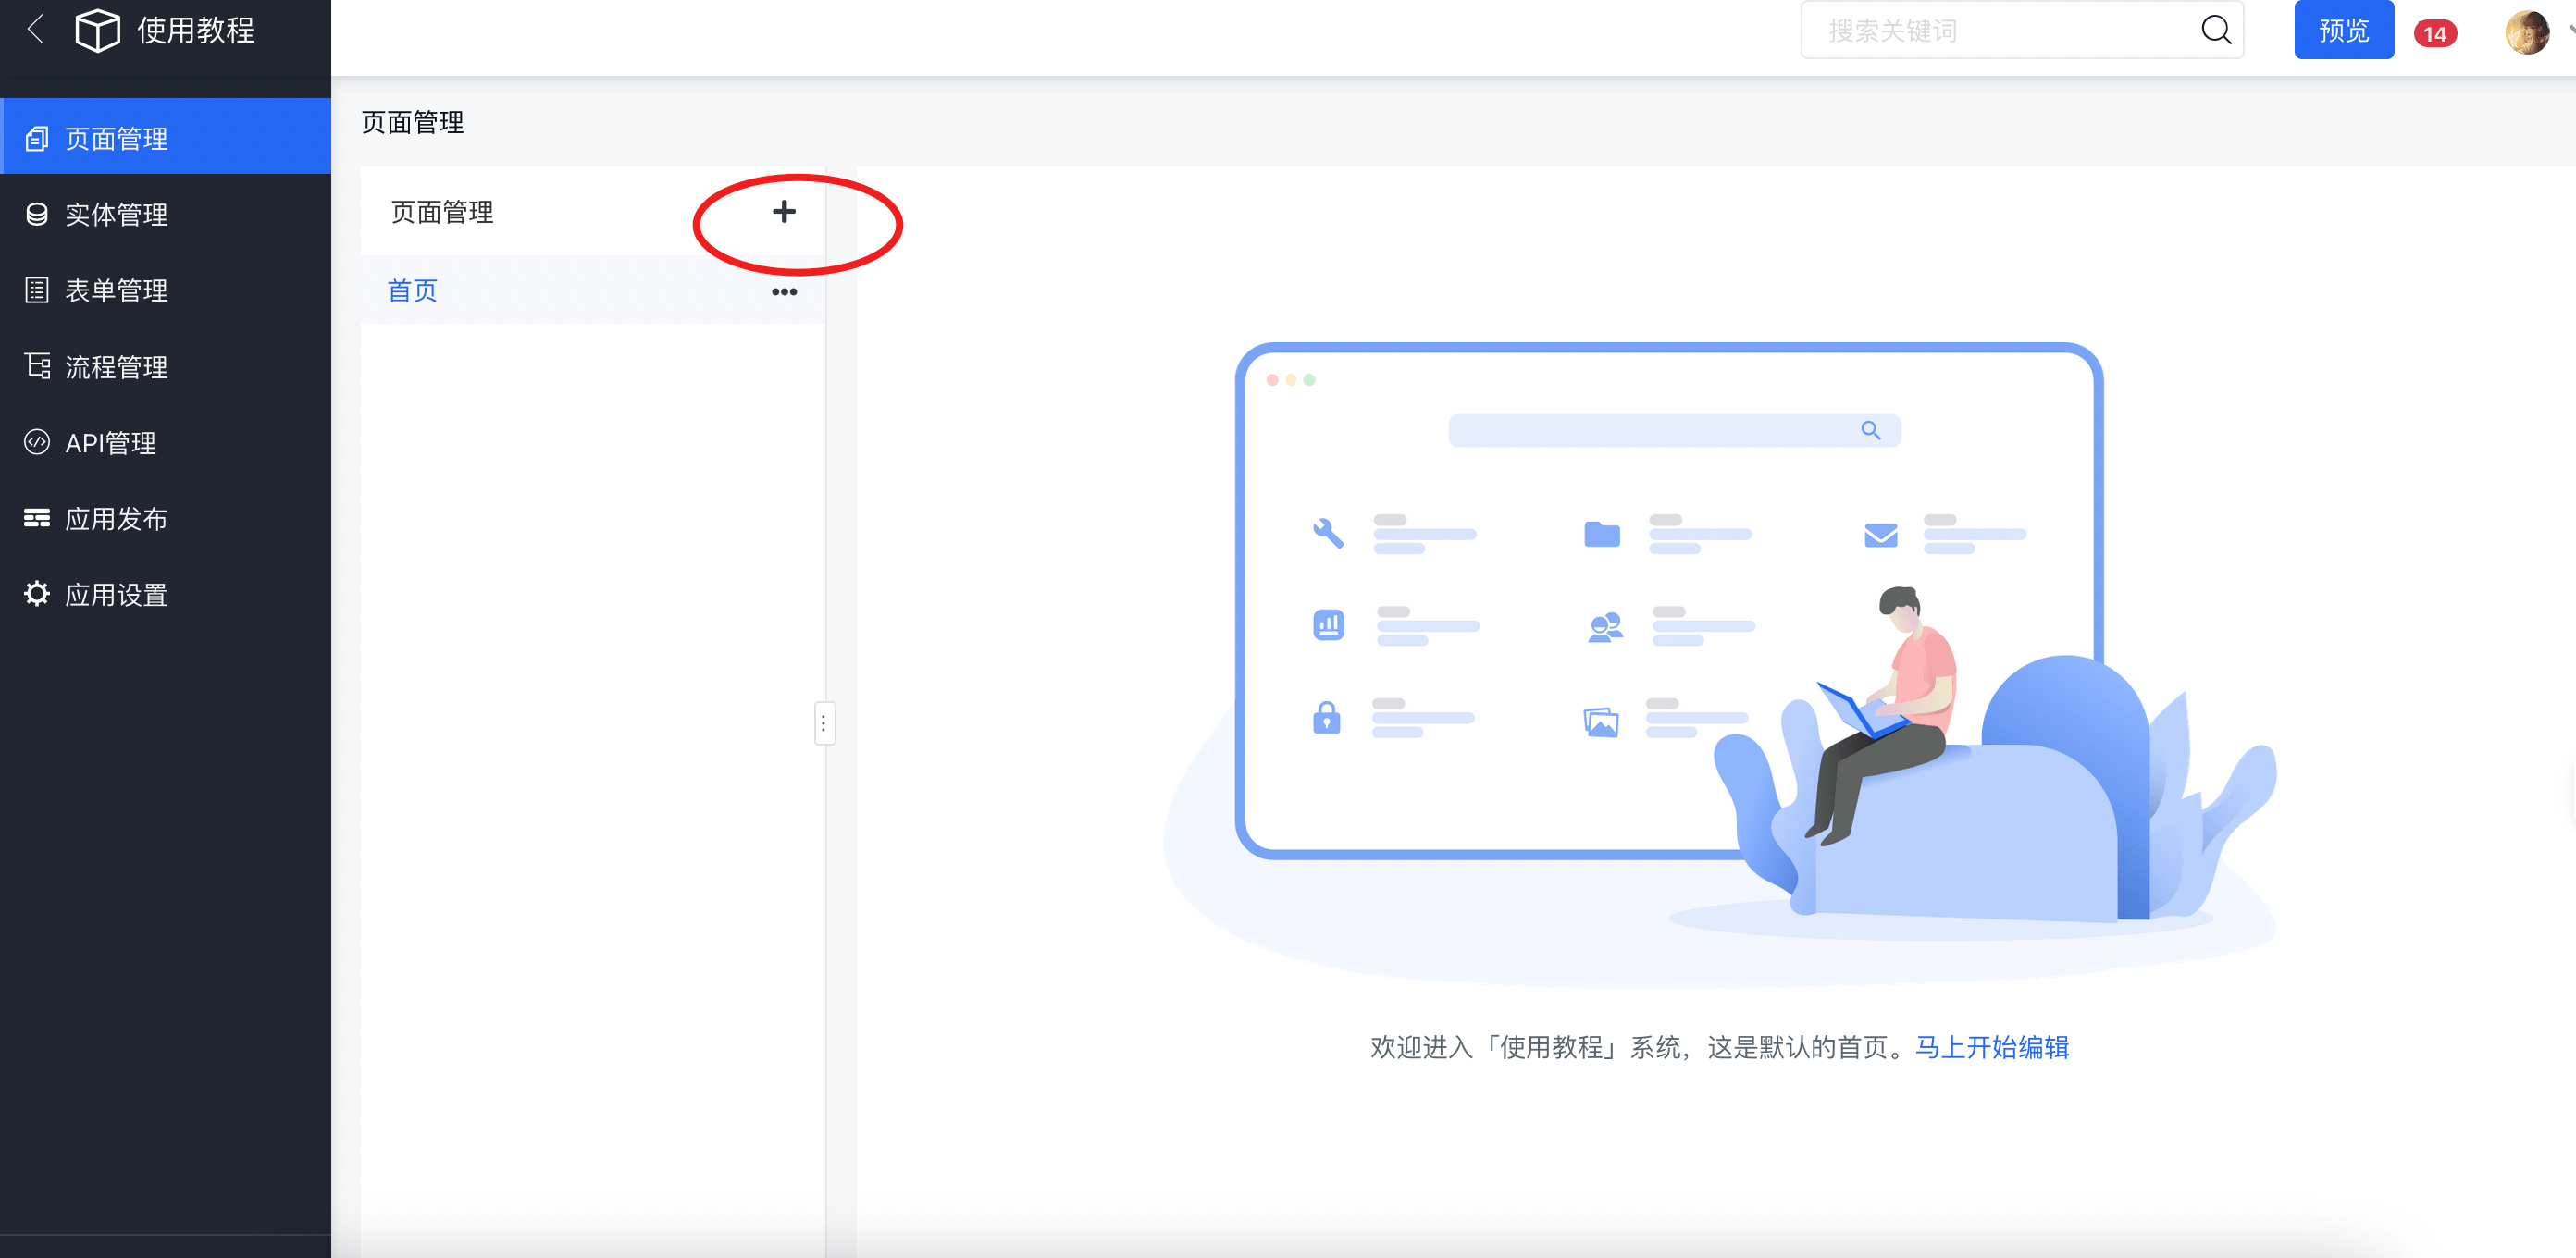 使用教程
搜索关键词
预览
14
页面管理
实体管理
表单管理
流程管理
API管理
应用发布
应用设置
页面管理
页面管理
首页
欢迎进入「使用教程」系统，这是默认的首页。马上开始编辑